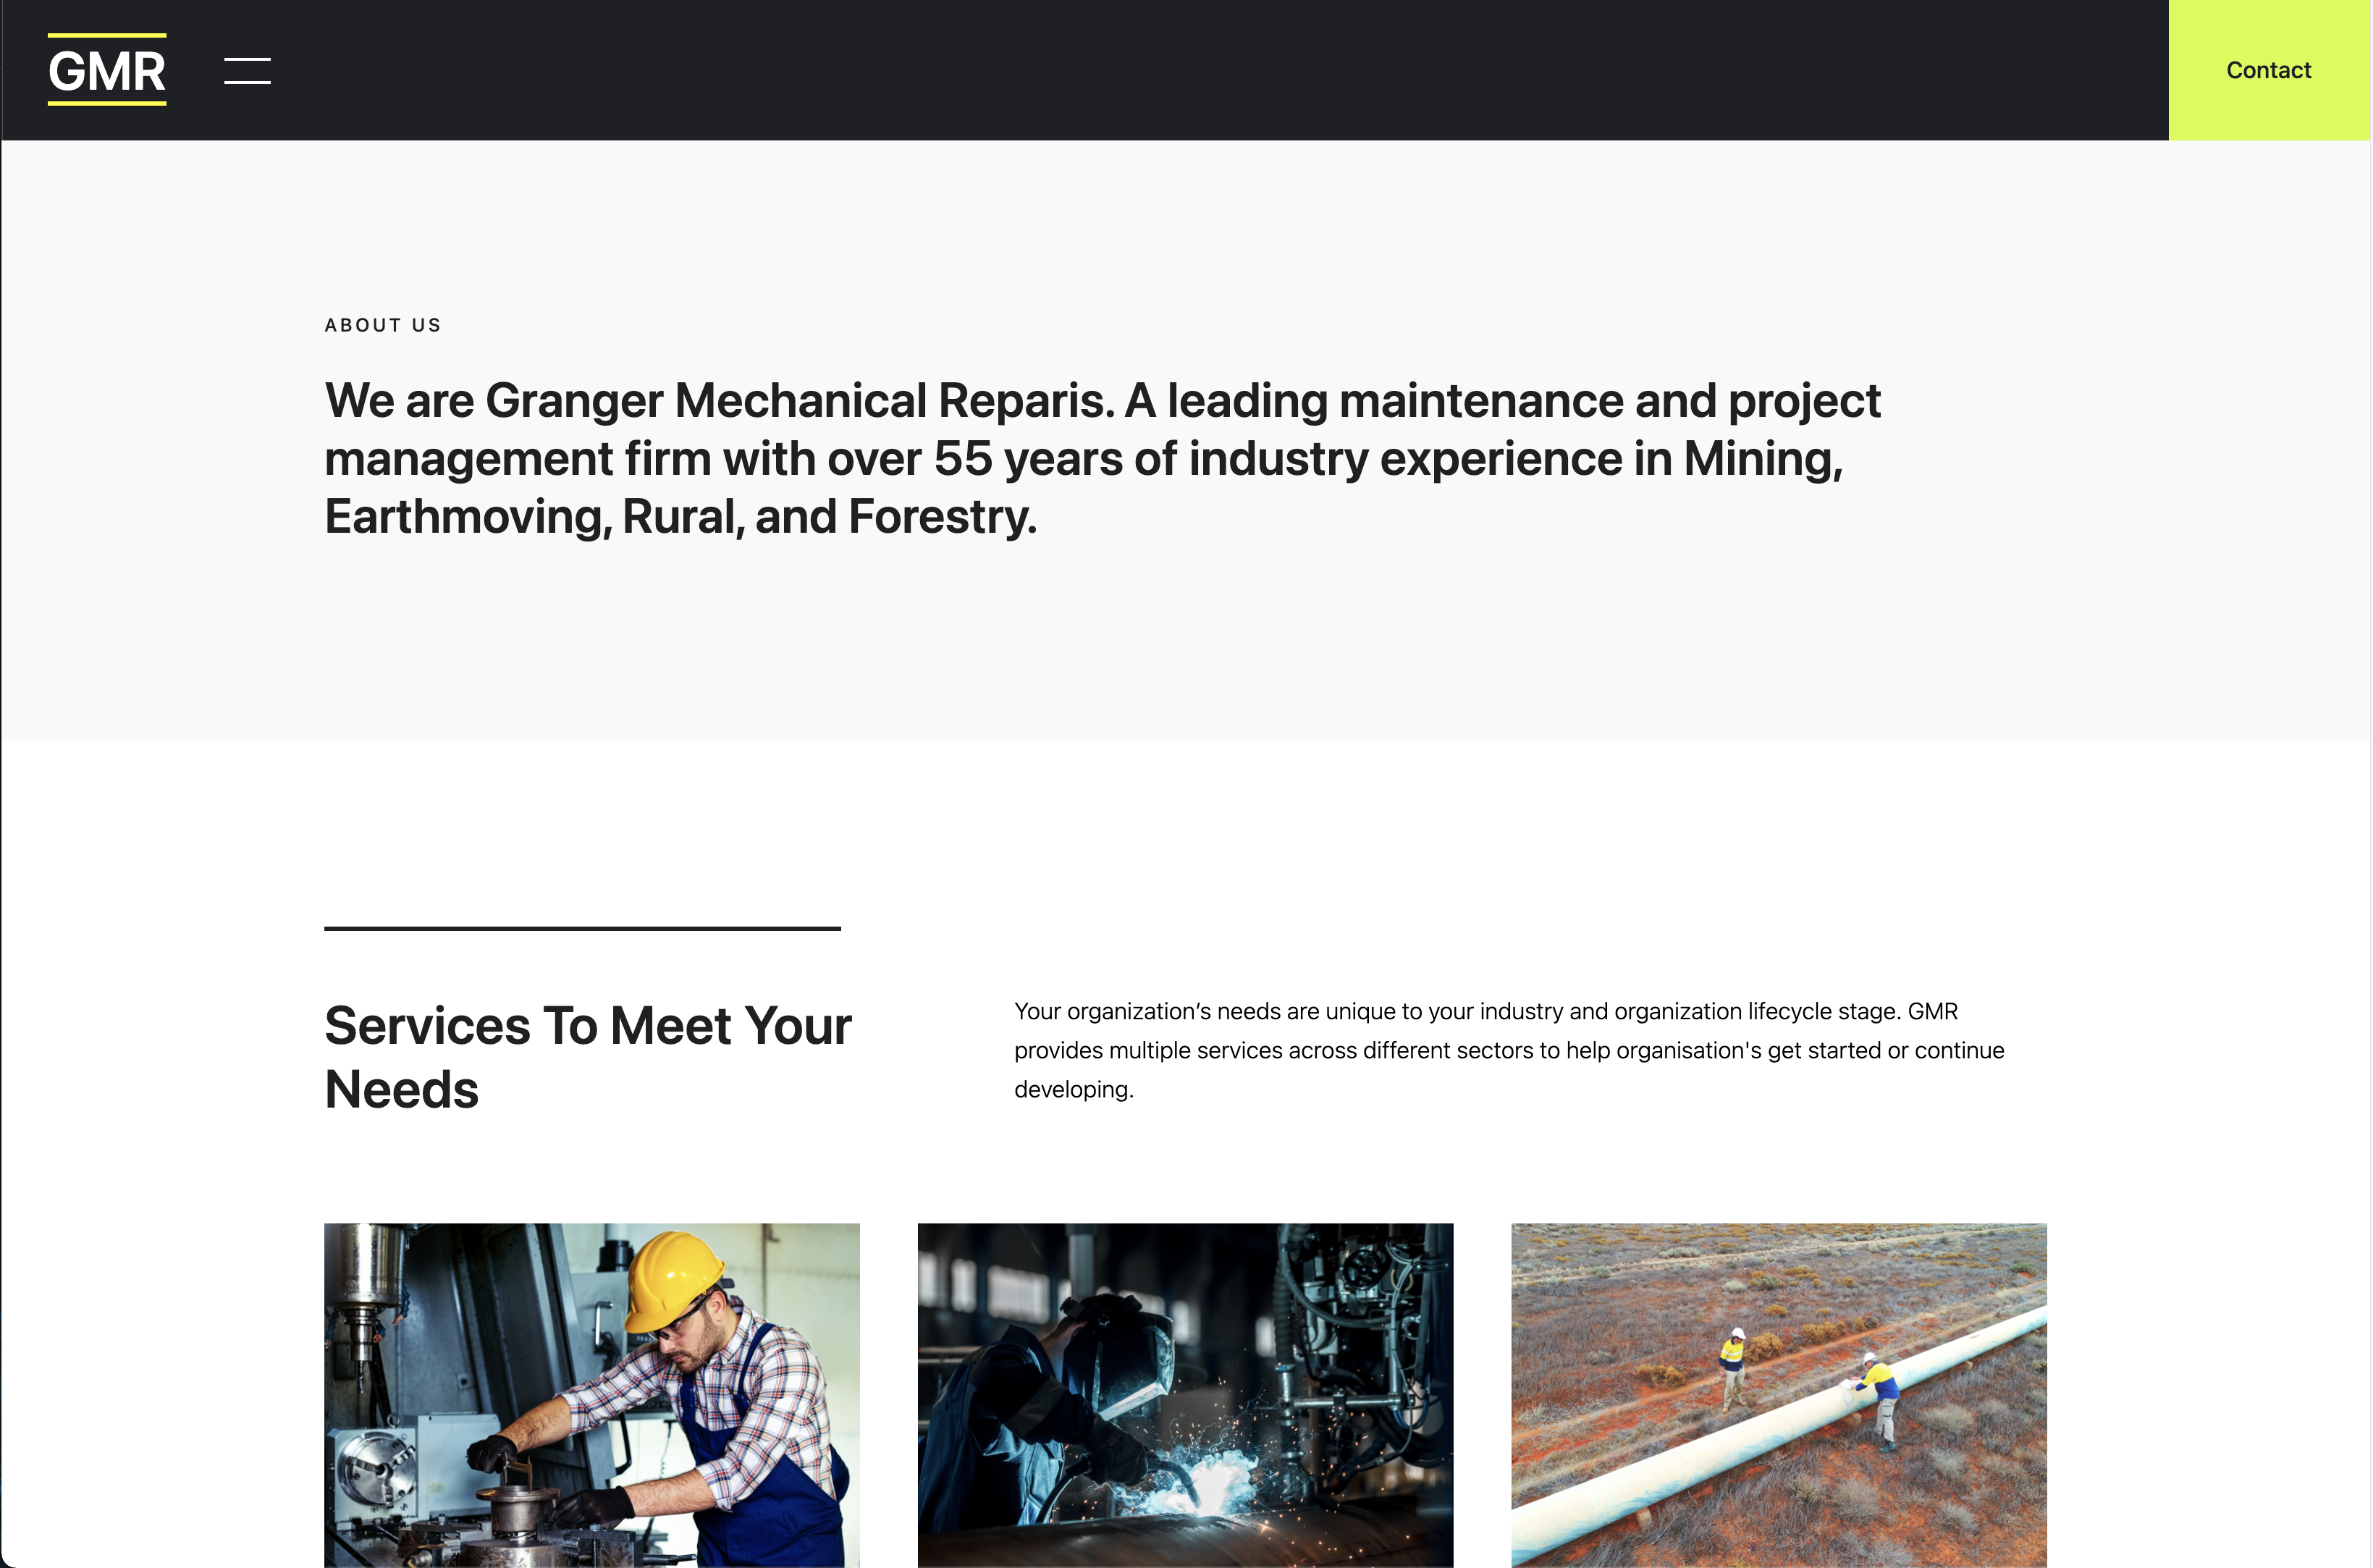 GMR
Contact
ABOUT US
We are Granger Mechanical Reparis. A leading maintenance and project
management firm with over 55 years of industry experience in Mining,
Earthmoving, Rural, and Forestry.
Services To Meet Your
Needs
Your organization’s needs are unique to your industry and organization lifecycle stage. GMR
provides multiple services across different sectors to help organisation's get started or continue
developing.